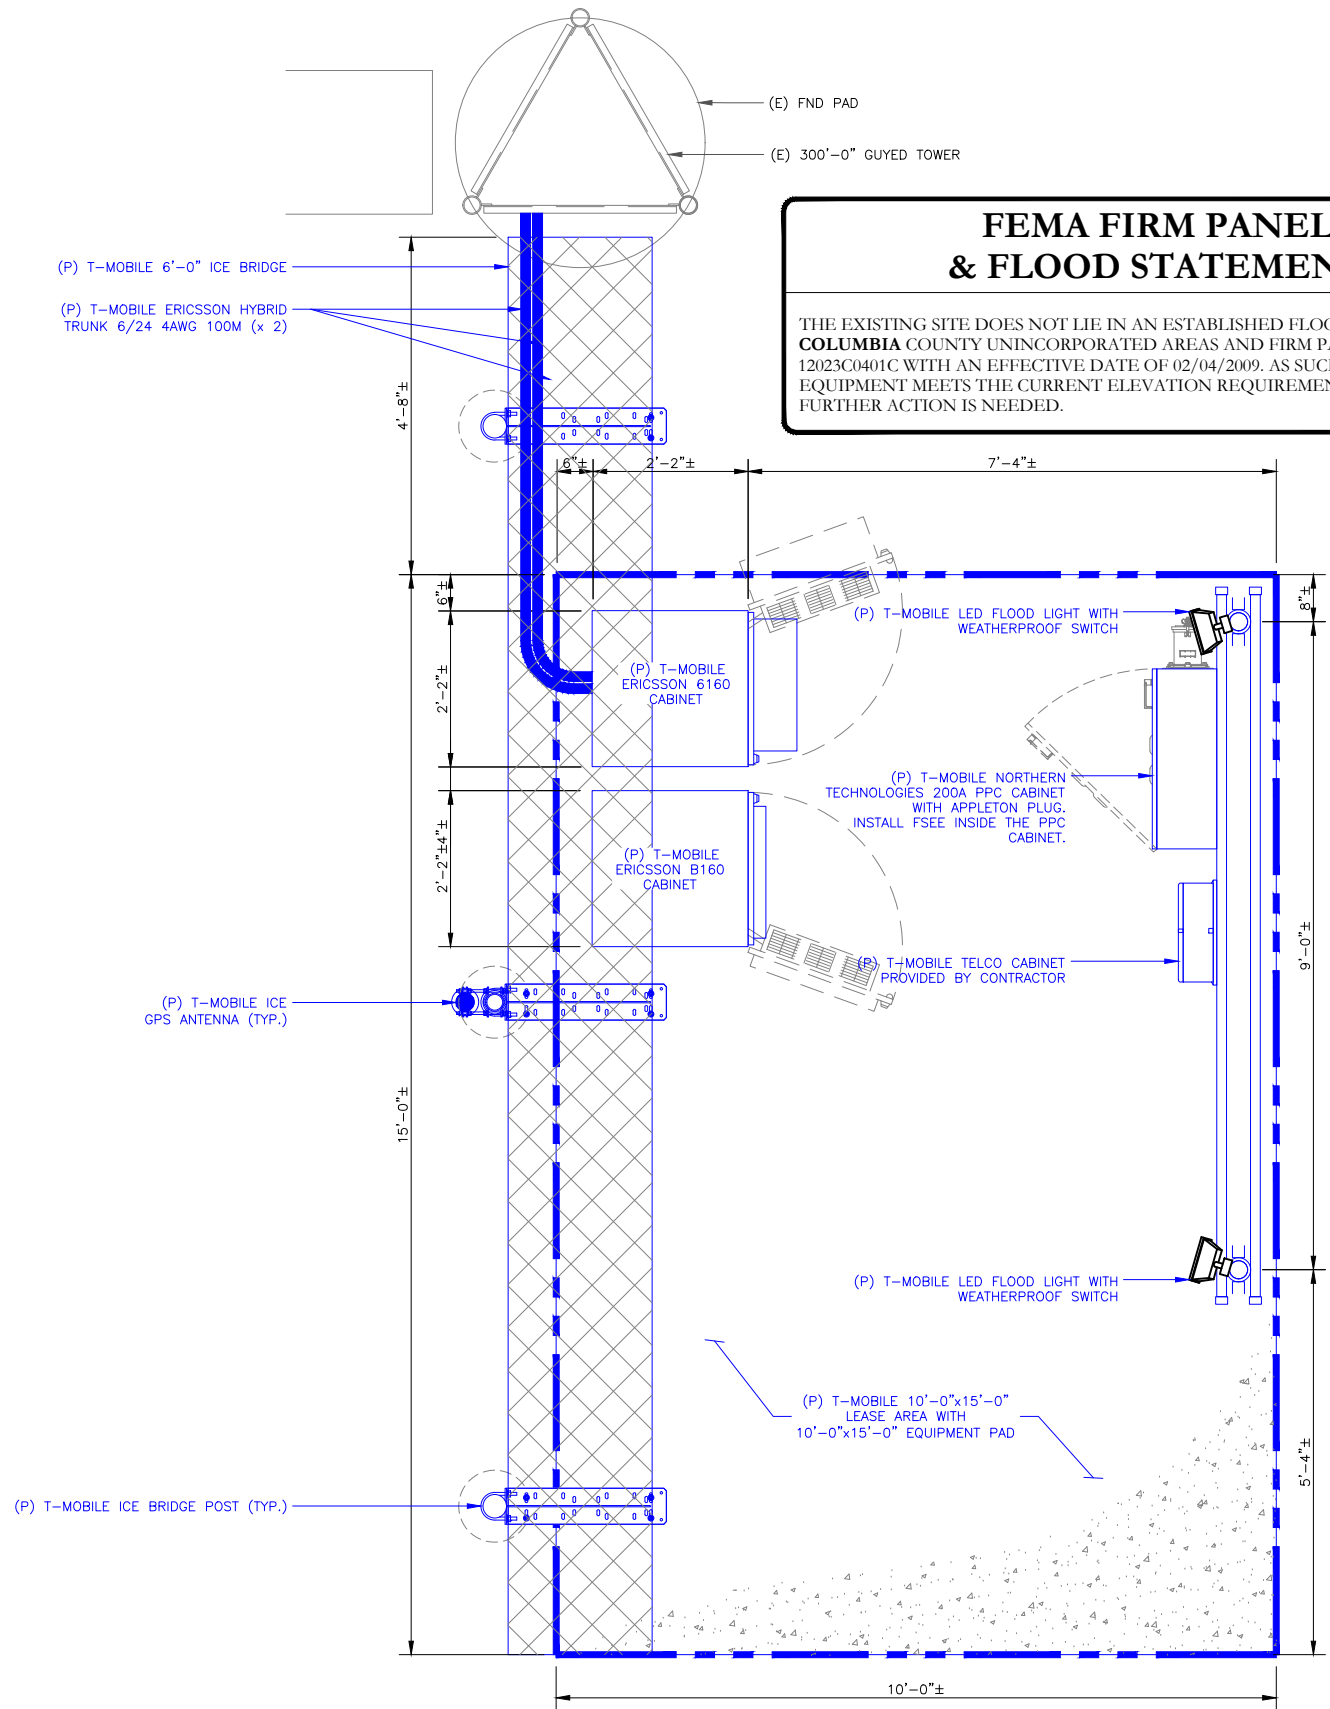 (E) FND PAD
(E) 300'-0" GUYED TOWER
FEMA FIRM PANEL
& FLOOD STATEMEN
THE EXISTING SITE DOES NOT LIE IN AN ESTABLISHED FLOO
COLUMBIA COUNTY UNINCORPORATED AREAS AND FIRM PA
12023C0401C WITH AN EFFECTIVE DATE OF 02/04/2009. AS SUCH
EQUIPMENT MEETS THE CURRENT ELEVATION REQUIREMEN
FURTHER ACTION IS NEEDED.
(P) T-MOBILE 6'-0" ICE BRIDGE
(P) T-MOBILE ERICSSON HYBRID
TRUNK 6/24 4AWG 100M (x 2)
4'-8"±
6"±
2'-2"±
7'-4"±
6"±
2'-2"±
4"±
2'-2"±
15'-0"±
(P) T-MOBILE
ERICSSON 6160
CABINET
(P) T-MOBILE
ERICSSON B160
CABINET
(P) T-MOBILE LED FLOOD LIGHT WITH
WEATHERPROOF SWITCH
8"±
(P) T-MOBILE NORTHERN
TECHNOLOGIES 200A PPC CABINET
WITH APPLETON PLUG.
INSTALL FSEE INSIDE THE PPC
CABINET.
(P) T-MOBILE TELCO CABINET
PROVIDED BY CONTRACTOR
9'-0"±
(P) T-MOBILE ICE
GPS ANTENNA (TYP.)
(P) T-MOBILE LED FLOOD LIGHT WITH
WEATHERPROOF SWITCH
(P) T-MOBILE 10'-0"x15'-0"
LEASE AREA WITH
10'-0"x15'-0" EQUIPMENT PAD
5'-4"±
(P) T-MOBILE ICE BRIDGE POST (TYP.)
10'-0"±